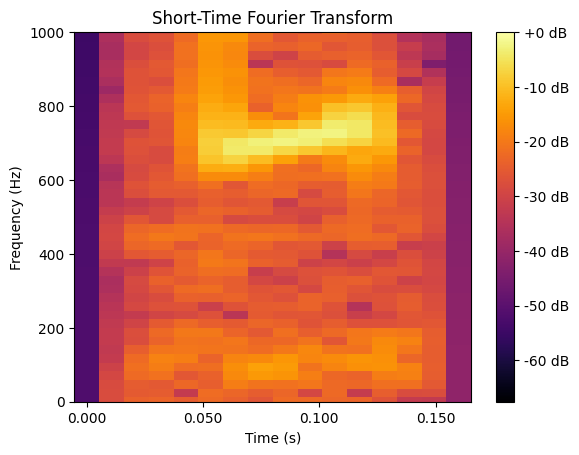 Short-Time Fourier Transform
1000
800
600
400
200
0
Frequency (Hz)
0.000
0.050
0.100
0.150
Time (s)
+0 dB
-10 dB
-20 dB
-30 dB
-40 dB
-50 dB
-60 dB